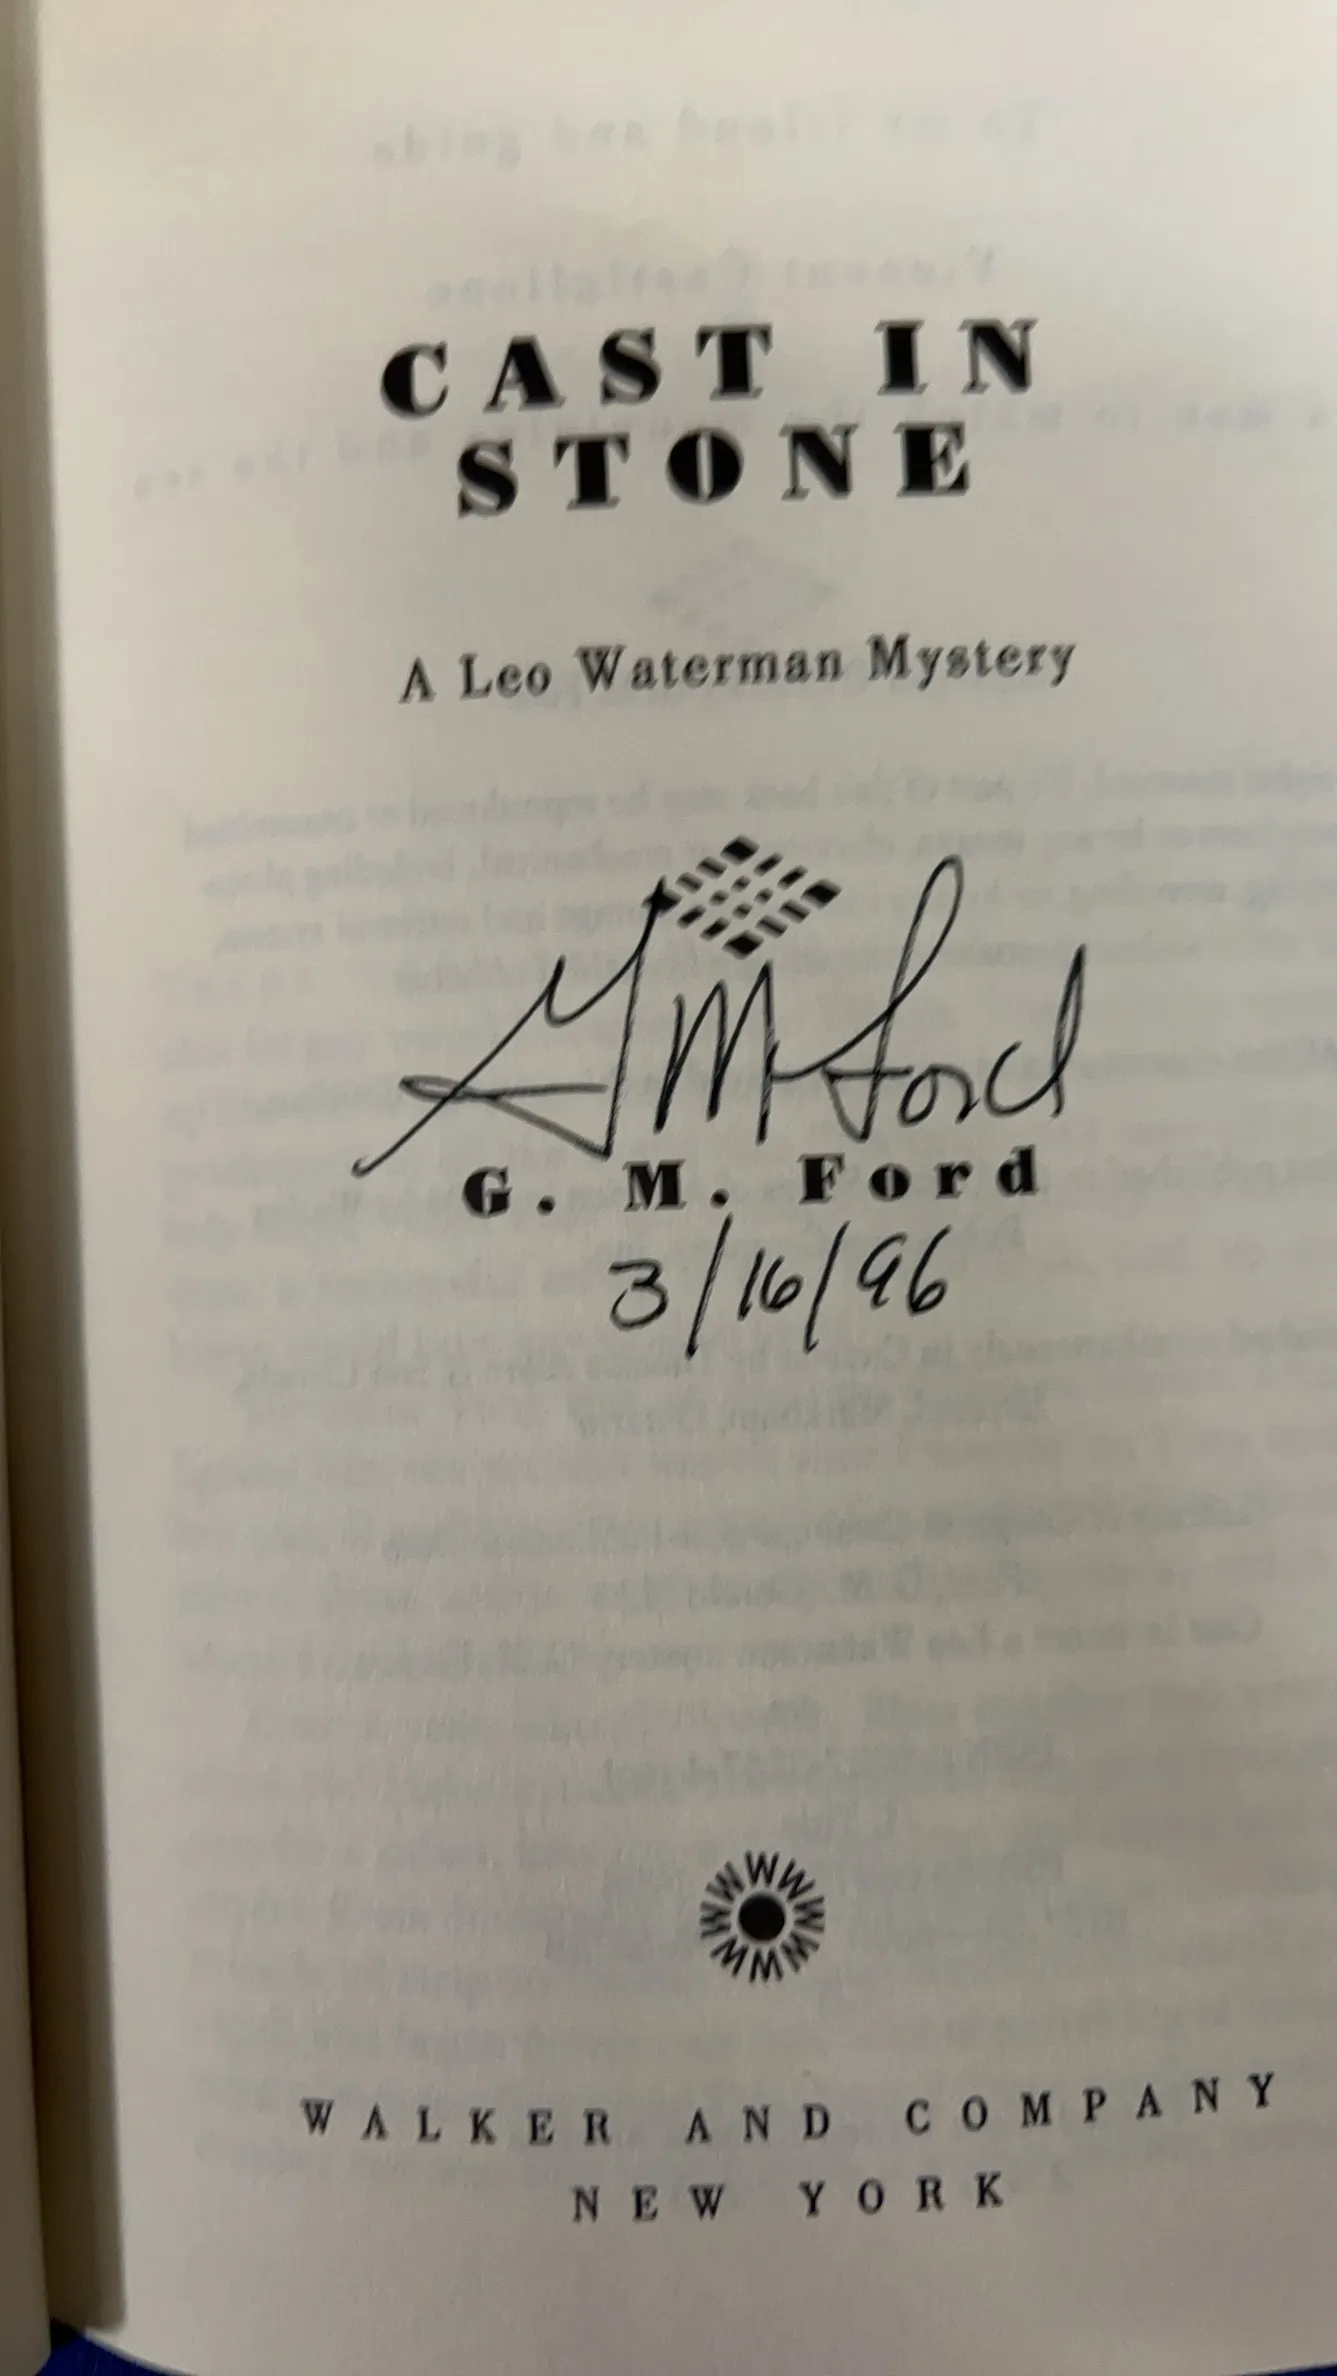 CAST IN
STONE
A Leo Waterman Mystery
G M Ford
G. M. Ford
3/16/96
WALKER AND COMPANY
NEW YORK